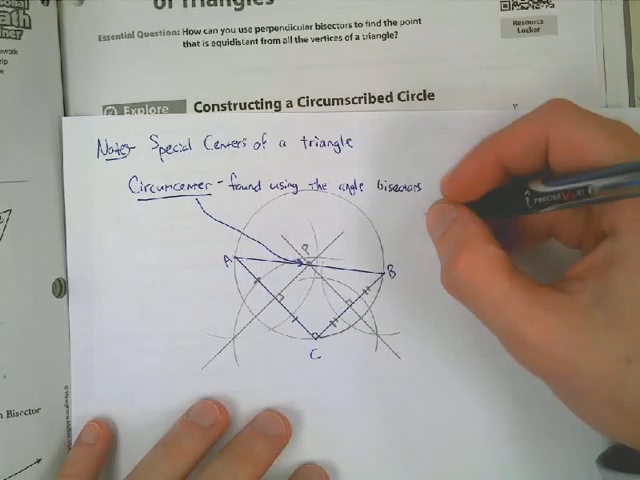 of Triangles
Essential Question: How can you use perpendicular bisectors to find the point
that is equidistant from all the vertices of a triangle?
Resource
Locker
Explore Constructing a Circumscribed Circle
Notes Special Centers of a triangle
Circumcenter - found using the angle bisectors
P
A
B
C
Bisector